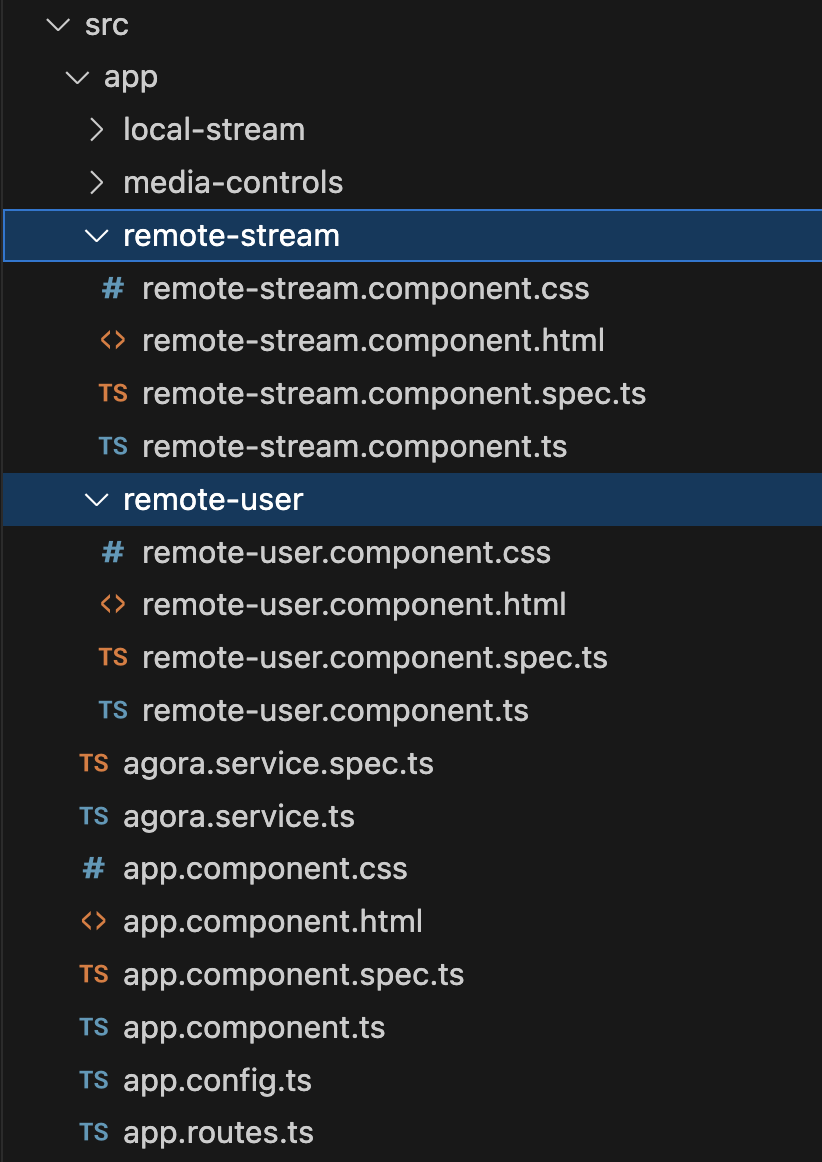 src
app
local-stream
media-controls
remote-stream
# remote-stream.component.css
<> remote-stream.component.html
TS remote-stream.component.spec.ts
TS remote-stream.component.ts
remote-user
# remote-user.component.css
<> remote-user.component.html
TS remote-user.component.spec.ts
TS remote-user.component.ts
TS agora.service.spec.ts
TS agora.service.ts
# app.component.css
<> app.component.html
TS app.component.spec.ts
TS app.component.ts
TS app.config.ts
TS app.routes.ts